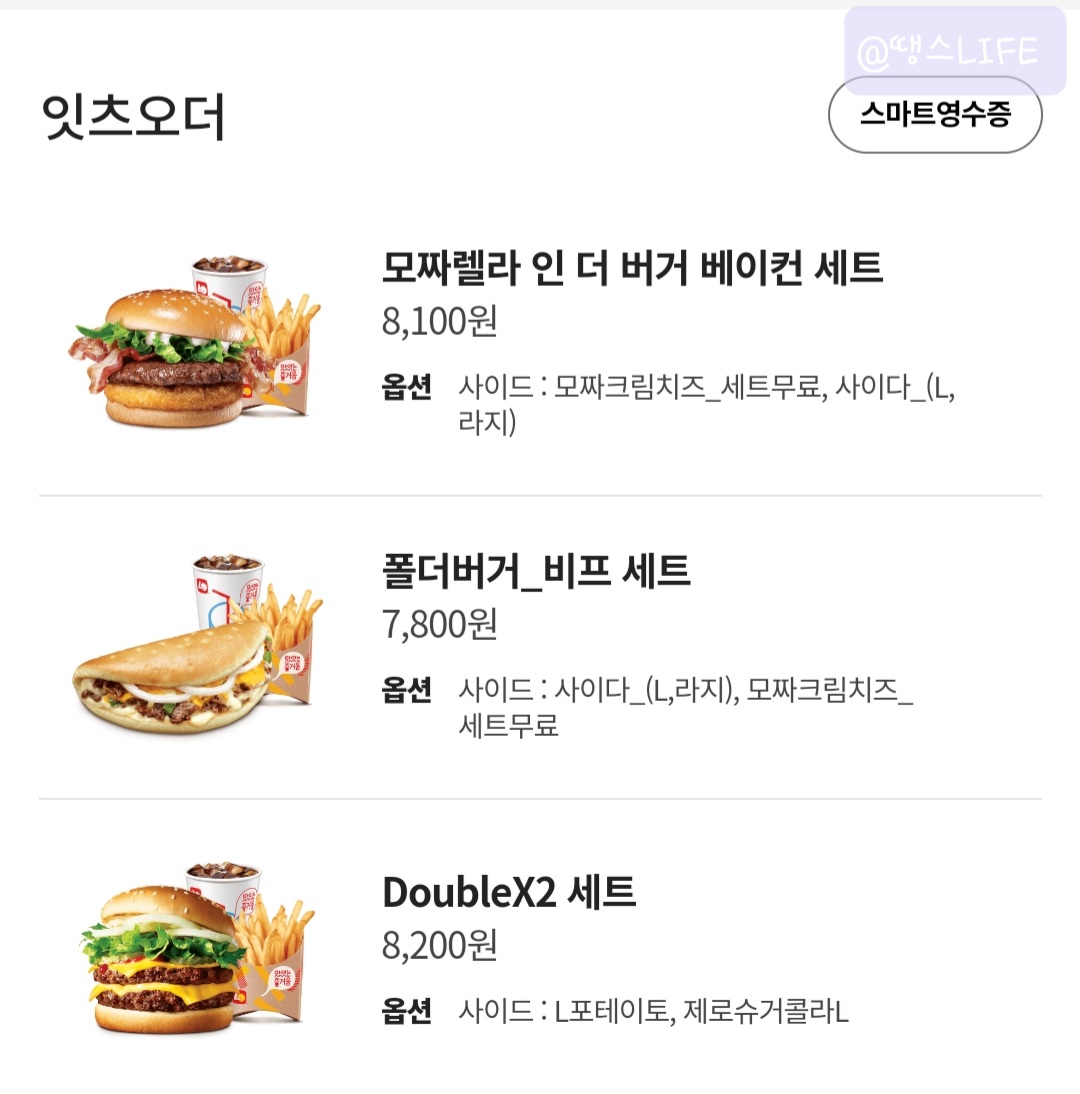 @땡스LIFE
잇츠오더
스마트영수증
모짜렐라 인 더 버거 베이컨 세트
8,100원
옵션 사이드 : 모짜크림치즈_세트무료, 사이다_(L,
라지)
폴더버거_비프 세트
7,800원
옵션 사이드 : 사이다_(L,라지), 모짜크림치즈_
세트무료
DoubleX2 세트
8,200원
옵션 사이드 : L포테이토, 제로슈거콜라L